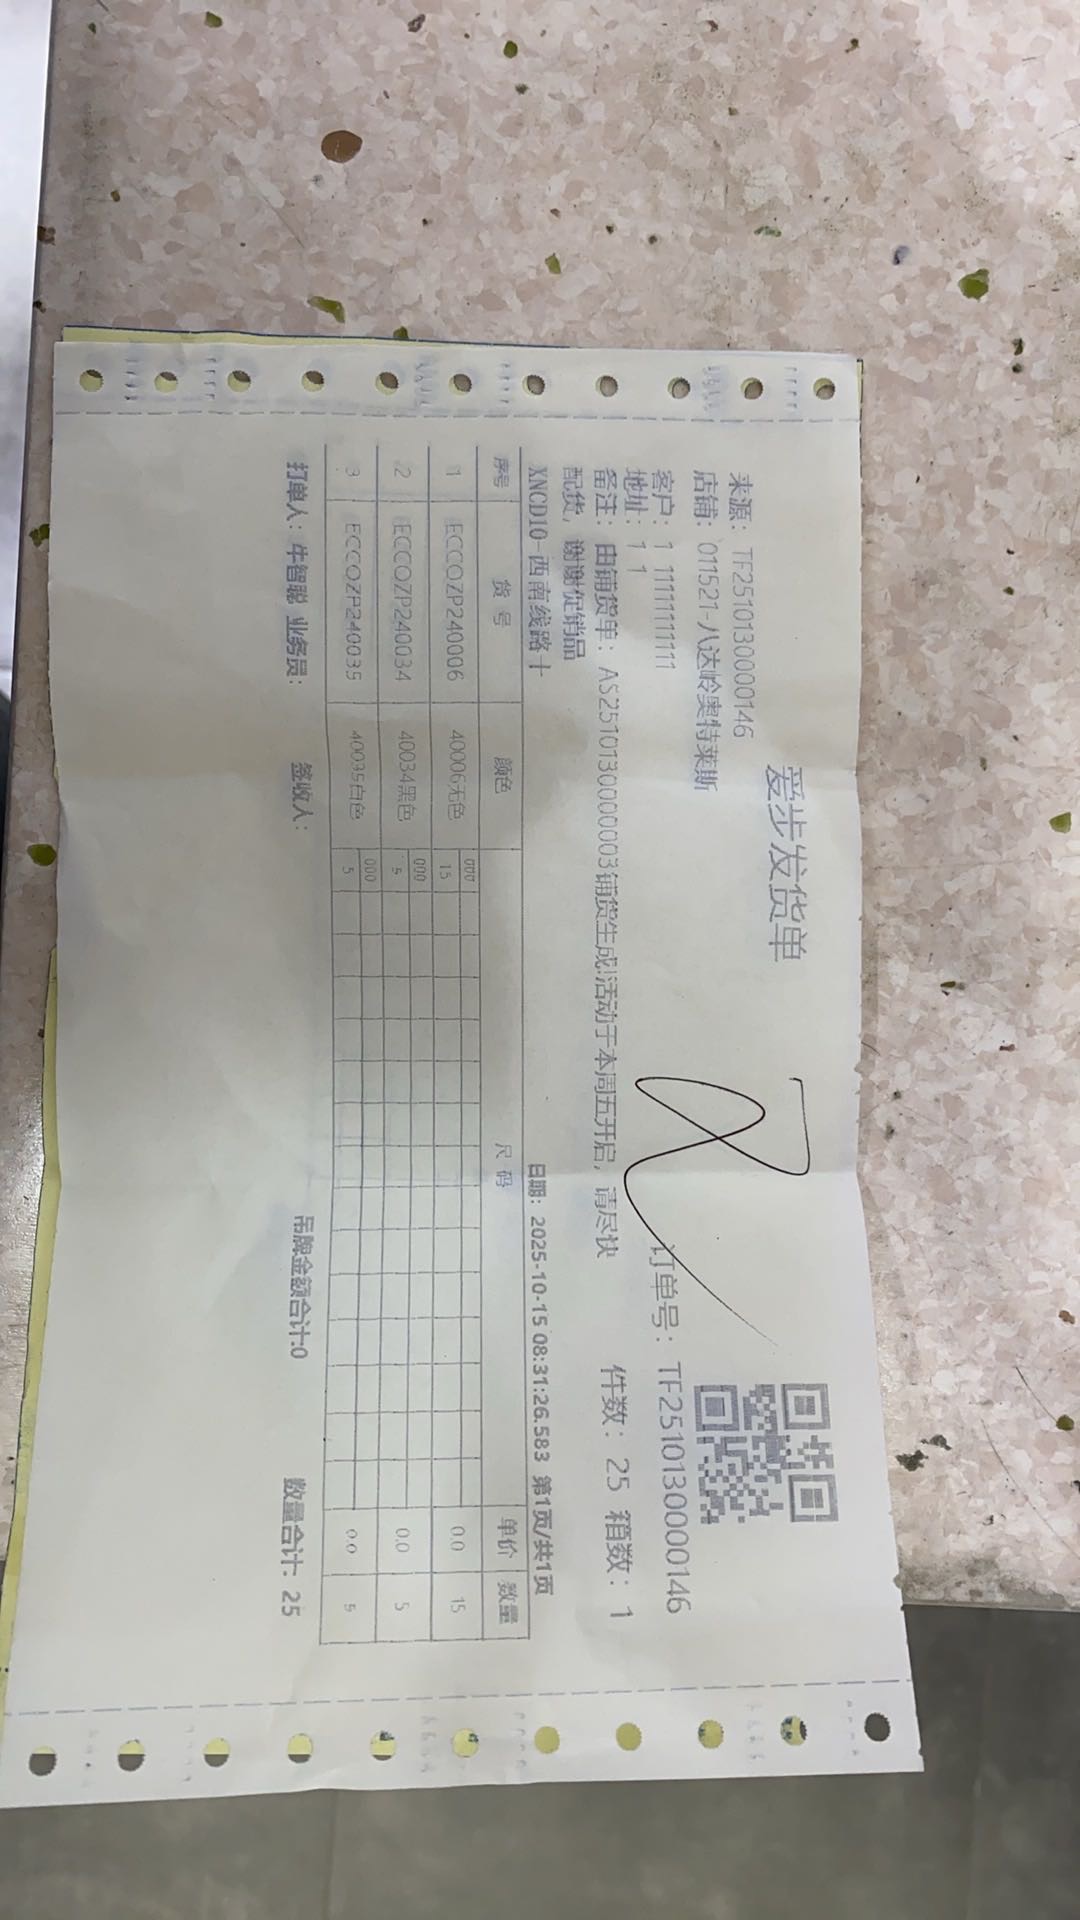 爱步发货单
来源：TF2510130000146
店铺：011521-八达岭奥特莱斯
客户：1 11111111111 订单号：TF2510130000146
地址：1 1
备注：由铺货单：AS25101300000003铺货生成!活动于本周五开启，请尽快 件数：25 箱数：1
配货，谢谢促销品
XNCD10-西南线路十 日期：2025-10-15 08:31:26.583 第1页/共1页
序号 货 号 颜色 尺 码 单价 数量
1 ECCOZP240006 40006无色 000 15 0.0 15
2 ECCOZP240034 40034黑色 000 5 0.0 5
3 ECCOZP240035 40035白色 000 5 0.0 5
打单人：牛智聪 业务员： 签收人： 吊牌金额合计:0 数量合计：25